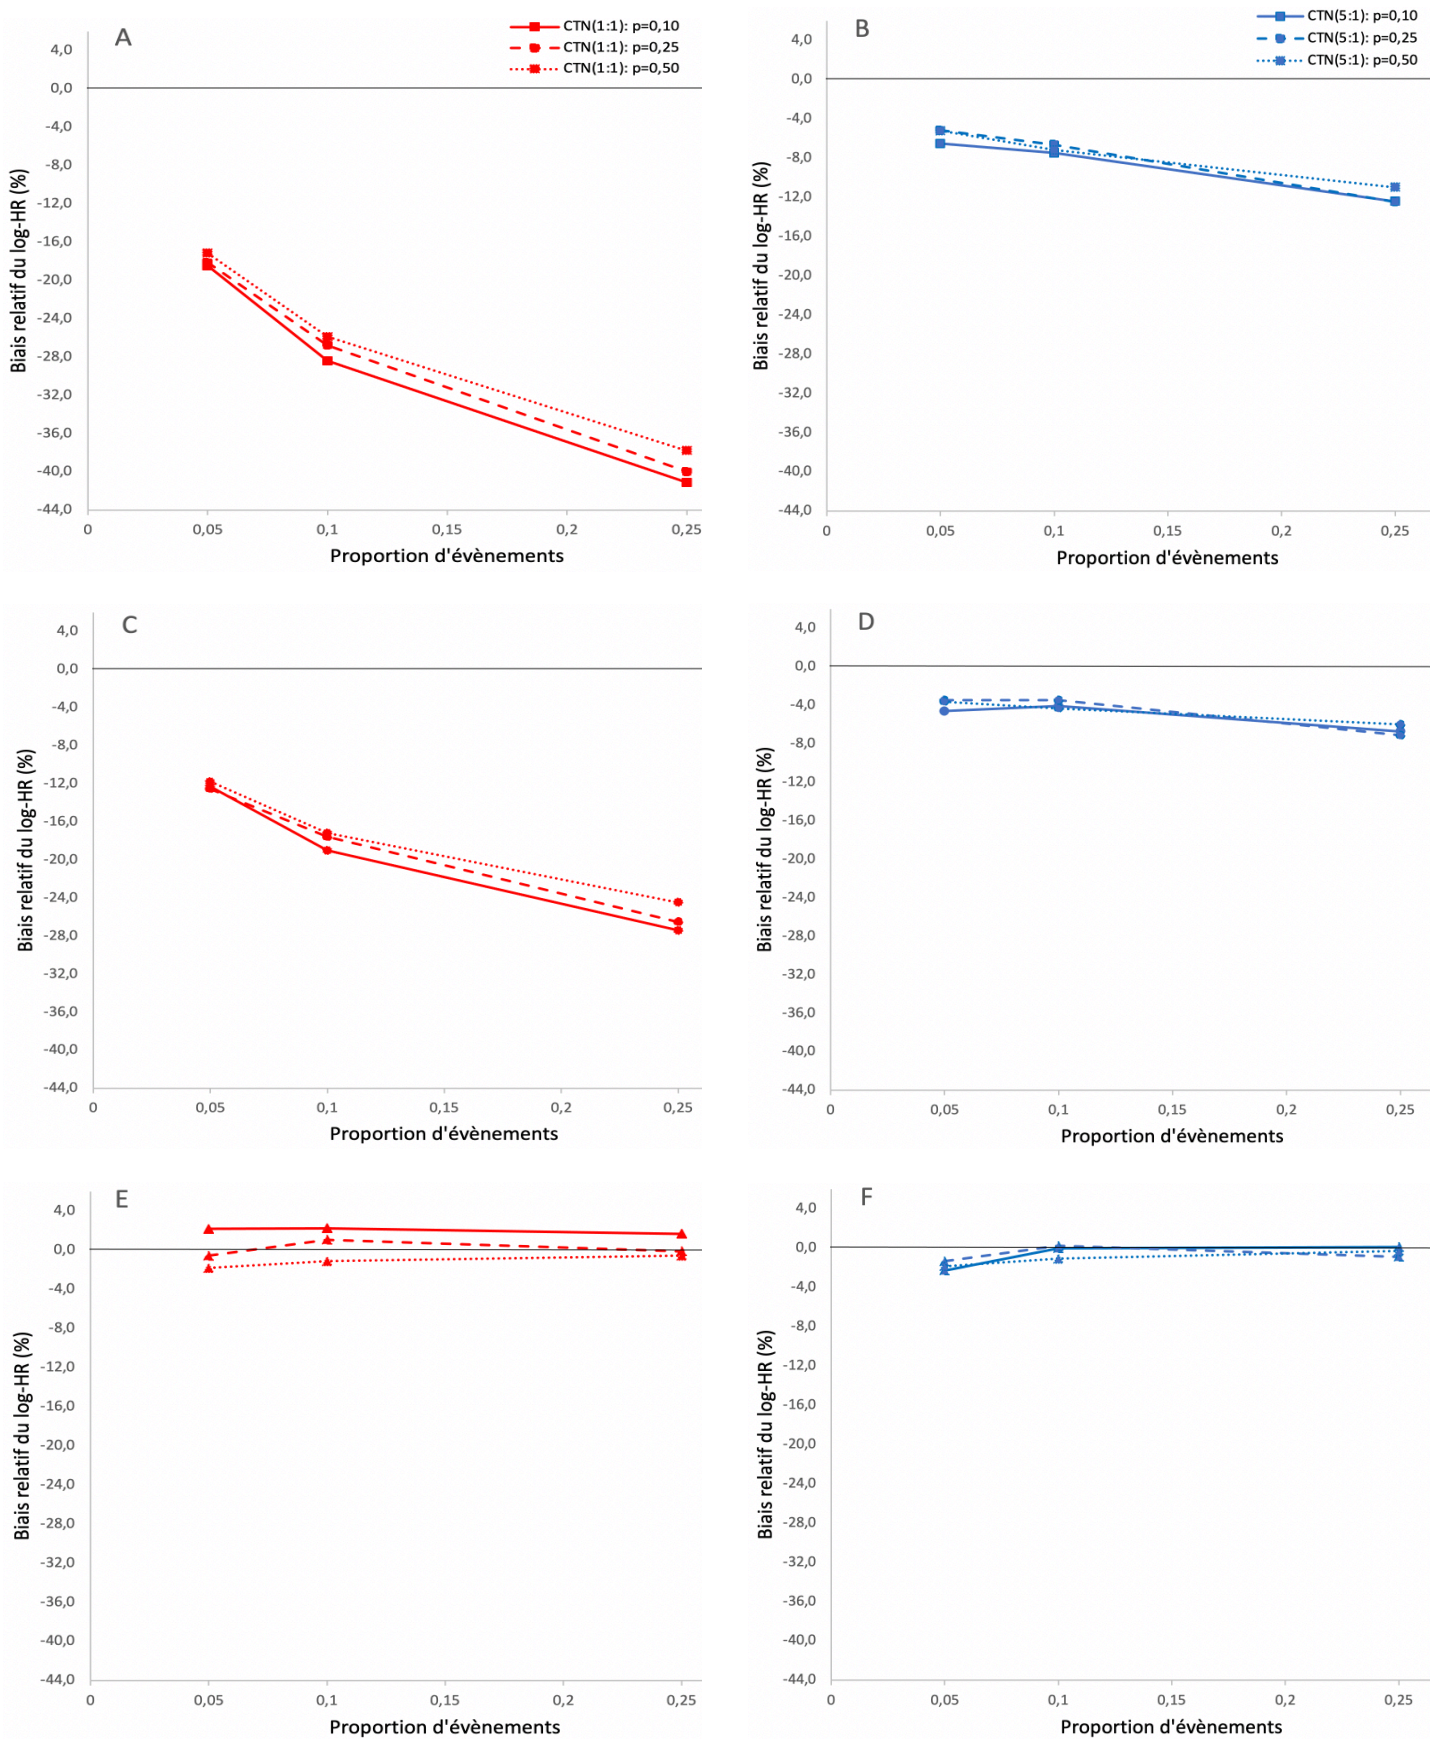 A
CTN(1:1): p=0,10
CTN(1:1): p=0,25
CTN(1:1): p=0,50
4,0
0,0
-4,0
-8,0
-12,0
-16,0
-20,0
-24,0
-28,0
-32,0
-36,0
-40,0
-44,0
Biais relatif du log-HR (%)
0 0,05 0,1 0,15 0,2 0,25
Proportion d'évènements
B
CTN(5:1): p=0,10
CTN(5:1): p=0,25
CTN(5:1): p=0,50
4,0
0,0
-4,0
-8,0
-12,0
-16,0
-20,0
-24,0
-28,0
-32,0
-36,0
-40,0
-44,0
Biais relatif du log-HR (%)
0 0,05 0,1 0,15 0,2 0,25
Proportion d'évènements
C
4,0
0,0
-4,0
-8,0
-12,0
-16,0
-20,0
-24,0
-28,0
-32,0
-36,0
-40,0
-44,0
Biais relatif du log-HR (%)
0 0,05 0,1 0,15 0,2 0,25
Proportion d'évènements
D
4,0
0,0
-4,0
-8,0
-12,0
-16,0
-20,0
-24,0
-28,0
-32,0
-36,0
-40,0
-44,0
Biais relatif du log-HR (%)
0 0,05 0,1 0,15 0,2 0,25
Proportion d'évènements
E
4,0
0,0
-4,0
-8,0
-12,0
-16,0
-20,0
-24,0
-28,0
-32,0
-36,0
-40,0
-44,0
Biais relatif du log-HR (%)
0 0,05 0,1 0,15 0,2 0,25
Proportion d'évènements
F
4,0
0,0
-4,0
-8,0
-12,0
-16,0
-20,0
-24,0
-28,0
-32,0
-36,0
-40,0
-44,0
Biais relatif du log-HR (%)
0 0,05 0,1 0,15 0,2 0,25
Proportion d'évènements